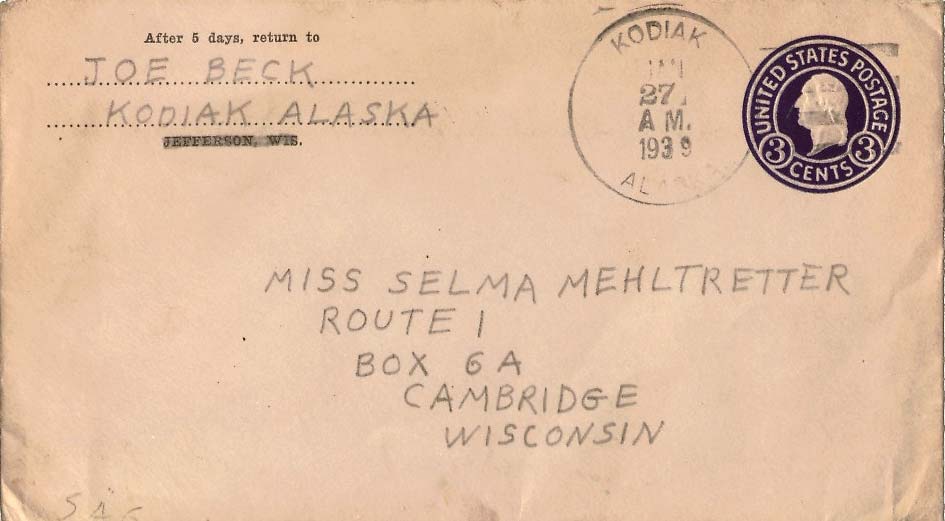 After 5 days, return to
JOE BECK
KODIAK ALASKA
JEFFERSON, WIS.
KODIAK
27
A M.
1939
ALASKA
UNITED STATES POSTAGE
3 3
CENTS
MISS SELMA MEHLTRETTER
ROUTE 1
BOX 6A
CAMBRIDGE
WISCONSIN